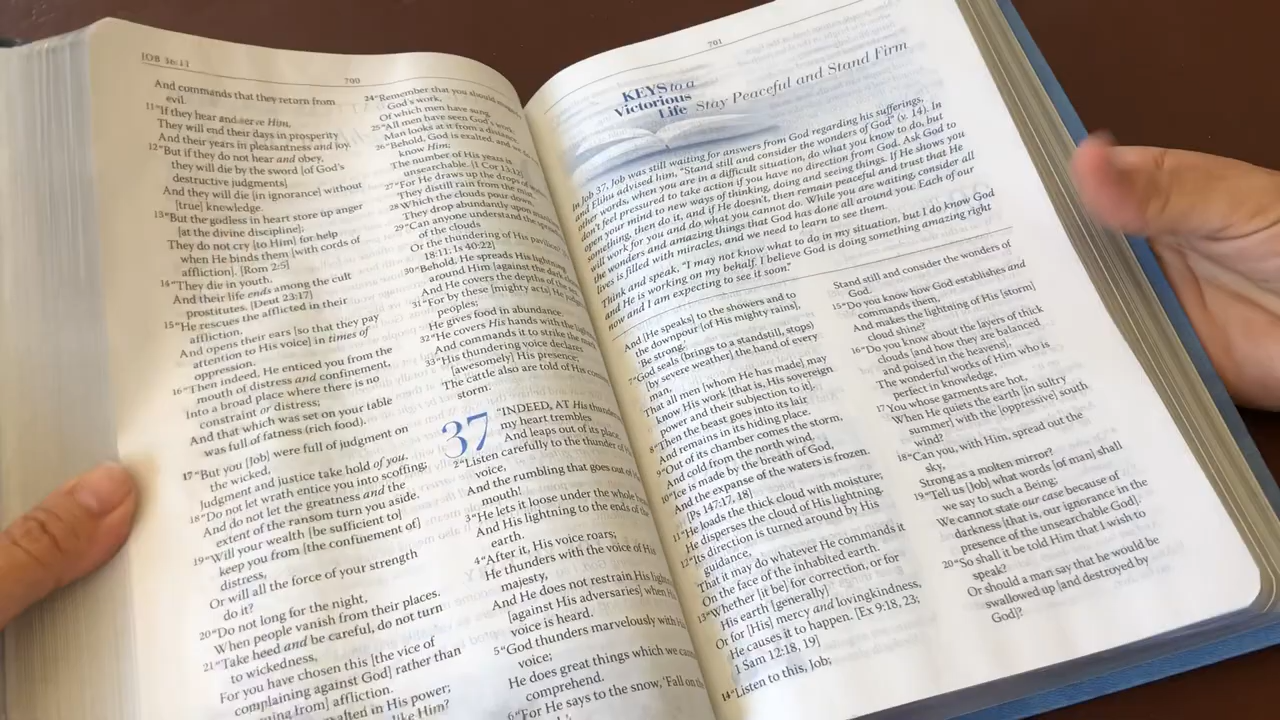 JOB 36:11
700
And commands that they return from
evil.
11“If they hear and serve Him,
They will end their days in prosperity
And their years in pleasantness and joy.
12“But if they do not hear and obey,
they will die by the sword [of God’s
destructive judgments]
And they will die [in ignorance] without
[true] knowledge.
13“But the godless in heart store up anger
[at the divine discipline];
They do not cry [to Him] for help
when He binds them [with cords of
affliction]. [Rom 2:5]
14“They die in youth,
And their life ends among the cult
prostitutes. [Deut 23:17]
15“He rescues the afflicted in their
affliction,
And opens their ears [so that they pay
attention to His voice] in times of
oppression.
16“Then indeed, He enticed you from the
mouth of distress and confinement,
Into a broad place where there is no
constraint or distress;
And that which was set on your table
was full of fatness (rich food).
17“But you [Job] were full of judgment on
the wicked,
Judgment and justice take hold of you.
18“Do not let wrath entice you into scoffing;
And do not let the greatness and the
extent of the ransom turn you aside.
19“Will your wealth [be sufficient to]
keep you from [the confinement of]
distress,
Or will all the force of your strength
do it?
20“Do not long for the night,
When people vanish from their places.
21“Take heed and be careful, do not turn
to wickedness,
For you have chosen this [the vice of
complaining against God] rather than
from] affliction.
exalted in His power;
like Him?
24“Remember that you should
God’s work,
Of which men have sung.
25“All men have seen God’s work;
Man looks at it from a distance.
26“Behold, God is exalted, and we do
know Him;
The number of His years is
unsearchable. [1 Cor 13:12]
27“For He draws up the drops of
They distill rain from the mist,
28Which the clouds pour down,
They drop abundantly upon
29“Can anyone understand the
of the clouds
Or the thundering of His pavilion?
18:11; Is 40:22]
30“Behold, He spreads His lightning
around Him [against the dark
And He covers the depths of the
31“For by these [mighty acts] He judges
peoples;
He gives food in abundance.
32“He covers His hands with the lightning,
And commands it to strike the
33“His thundering voice declares
[awesomely] His presence;
The cattle also are told of His
storm.
37
“INDEED, AT His thundering
my heart trembles
And leaps out of its place.
2“Listen carefully to the thunder of
voice,
And the rumbling that goes out of
mouth!
3“He lets it loose under the whole
And His lightning to the ends of the
earth.
4“After it, His voice roars;
He thunders with the voice of His
majesty,
And He does not restrain His
[against His adversaries] when His
voice is heard.
5“God thunders marvelously with His
voice;
He does great things which we
comprehend.
6“For He says to the snow, ‘Fall on the
701
KEYS to a
Victorious
Life
Stay Peaceful and Stand Firm
In Job 37, Job was still waiting for answers from God regarding his sufferings,
and Elihu advised him, “Stand still and consider the wonders of God” (v. 14). In
other words, when you are in a difficult situation, do what you know to do, but
don’t feel pressured to take action if you have no direction from God. Ask God to
open your mind to new ways of thinking, doing and seeing things. If He shows you
something, then do it, and if He doesn’t, then remain peaceful and trust that He
will work for you and do what you cannot do. While you are waiting, consider all
the wonders and amazing things that God has done all around you. Each of our
lives is filled with miracles, and we need to learn to see them.
Think and speak. “I may not know what to do in my situation, but I do know God
and He is working on my behalf. I believe God is doing something amazing right
now and I am expecting to see it soon.”
And [He speaks] to the showers and to
the downpour [of His mighty rains],
‘Be strong.’
7“God seals (brings to a standstill, stops)
[by severe weather] the hand of every
man,
That all men [whom He has made] may
know His work [that is, His sovereign
power and their subjection to it].
8“Then the beast goes into its lair
And remains in its hiding place.
9“Out of its chamber comes the storm,
And cold from the north wind.
10“Ice is made by the breath of God,
And the expanse of the waters is frozen.
[Ps 147:17, 18]
11“He loads the thick cloud with moisture;
He disperses the cloud of His lightning.
12“Its direction is turned around by His
guidance,
That it may do whatever He commands it
On the face of the inhabited earth.
13“Whether [it be] for correction, or for
His earth [generally]
Or for [His] mercy and lovingkindness,
He causes it to happen. [Ex 9:18, 23;
1 Sam 12:18, 19]
14“Listen to this, Job;
Stand still and consider the wonders of
God.
15“Do you know how God establishes and
commands them,
And makes the lightning of His [storm]
clouds shine?
16“Do you know about the layers of thick
clouds [and how they are balanced
and poised in the heavens],
The wonderful works of Him who is
perfect in knowledge,
17You whose garments are hot,
When He quiets the earth [in sultry
summer] with the [oppressive] south
wind?
18“Can you, with Him, spread out the
sky,
Strong as a molten mirror?
19“Tell us [Job] what words [of man] shall
we say to such a Being;
We cannot state our case because of
darkness [that is, our ignorance in the
presence of the unsearchable God].
20“So shall it be told Him that I wish to
speak?
Or should a man say that he would be
swallowed up [and destroyed by
God]?